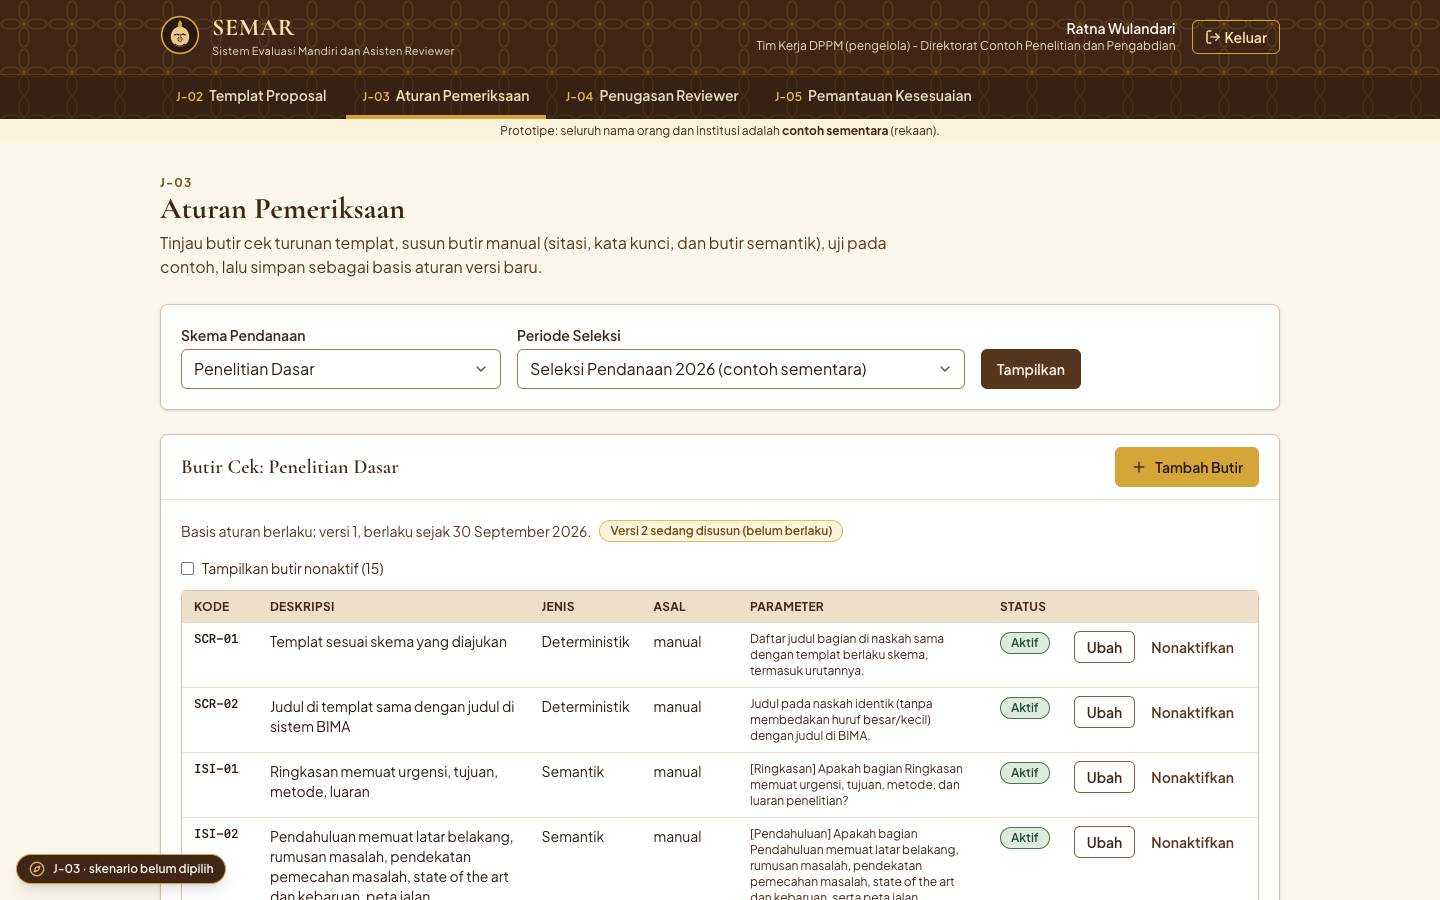 SEMAR
Sistem Evaluasi Mandiri dan Asisten Reviewer
Ratna Wulandari
Tim Kerja DPPM (pengelola) - Direktorat Contoh Penelitian dan Pengabdian
Keluar
J-02 Templat Proposal
J-03 Aturan Pemeriksaan
J-04 Penugasan Reviewer
J-05 Pemantauan Kesesuaian
Prototipe: seluruh nama orang dan institusi adalah contoh sementara (rekaan).
J-03
Aturan Pemeriksaan
Tinjau butir cek turunan templat, susun butir manual (sitasi, kata kunci, dan butir semantik), uji pada
contoh, lalu simpan sebagai basis aturan versi baru.
Skema Pendanaan
Periode Seleksi
Penelitian Dasar
Seleksi Pendanaan 2026 (contoh sementara)
Tampilkan
Butir Cek: Penelitian Dasar
Tambah Butir
Basis aturan berlaku: versi 1, berlaku sejak 30 September 2026.
Versi 2 sedang disusun (belum berlaku)
Tampilkan butir nonaktif (15)
KODE DESKRIPSI JENIS ASAL PARAMETER STATUS
SCR-01
Templat sesuai skema yang diajukan
Deterministik
manual
Daftar judul bagian di naskah sama
dengan templat berlaku skema,
termasuk urutannya.
Aktif
Ubah
Nonaktifkan
SCR-02
Judul di templat sama dengan judul di
sistem BIMA
Deterministik
manual
Judul pada naskah identik (tanpa
membedakan huruf besar/kecil)
dengan judul di BIMA.
Aktif
Ubah
Nonaktifkan
ISI-01
Ringkasan memuat urgensi, tujuan,
metode, luaran
Semantik
manual
[Ringkasan] Apakah bagian Ringkasan
memuat urgensi, tujuan, metode, dan
luaran penelitian?
Aktif
Ubah
Nonaktifkan
ISI-02
Pendahuluan memuat latar belakang,
rumusan masalah, pendekatan
pemecahan masalah, state of the art
dan kebaruan, peta jalan
Semantik
manual
[Pendahuluan] Apakah bagian
Pendahuluan memuat latar belakang,
rumusan masalah, pendekatan
pemecahan masalah, state of the art
dan kebaruan, serta peta jalan
Aktif
Ubah
Nonaktifkan
J-03 · skenario belum dipilih